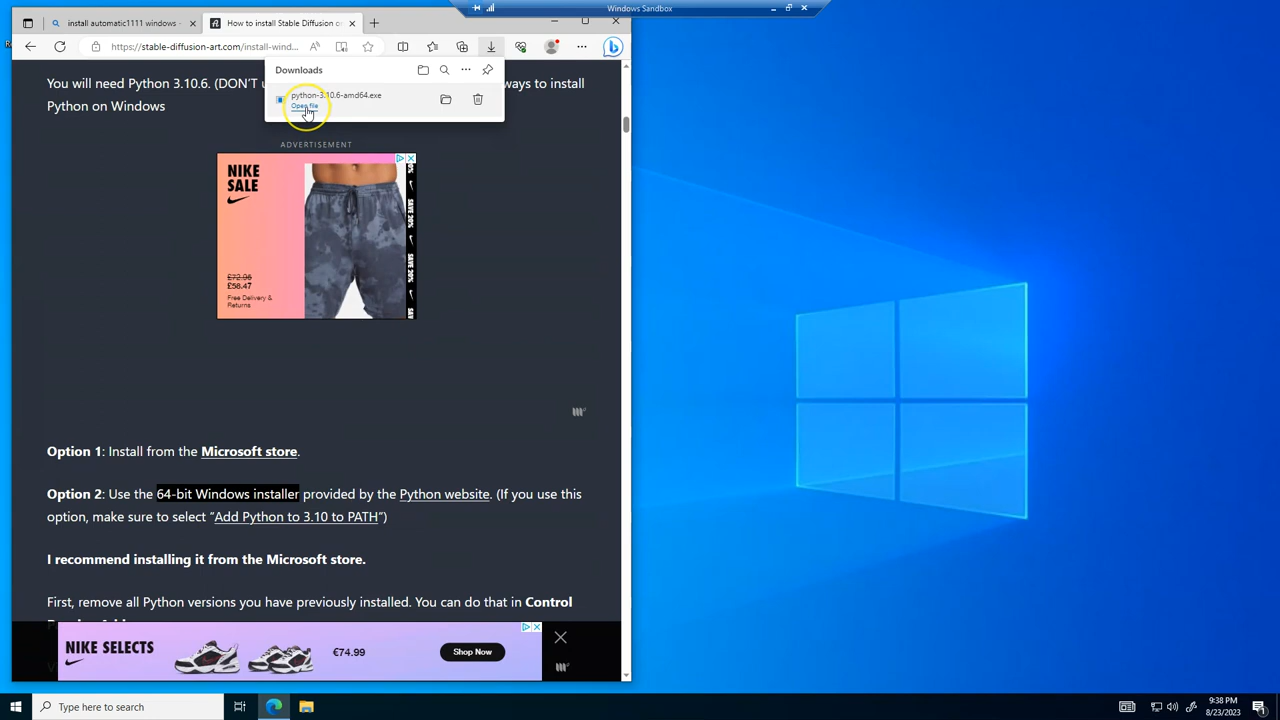 Windows Sandbox
install automatic1111 windows -
How to install Stable Diffusion o
https://stable-diffusion-art.com/install-wind...
Downloads
python-3.10.6-amd64.exe
Open file
You will need Python 3.10.6. (DON'T u ways to install
Python on Windows
ADVERTISEMENT
NIKE
SALE
£72.96
£58.47
Free Delivery &
Returns
SAVE 20%
SAVE 20%
Option 1: Install from the Microsoft store.
Option 2: Use the 64-bit Windows installer provided by the Python website. (If you use this
option, make sure to select "Add Python to 3.10 to PATH")
I recommend installing it from the Microsoft store.
First, remove all Python versions you have previously installed. You can do that in Control
NIKE SELECTS
€74.99
Shop Now
Type here to search
9:38 PM
8/23/2023